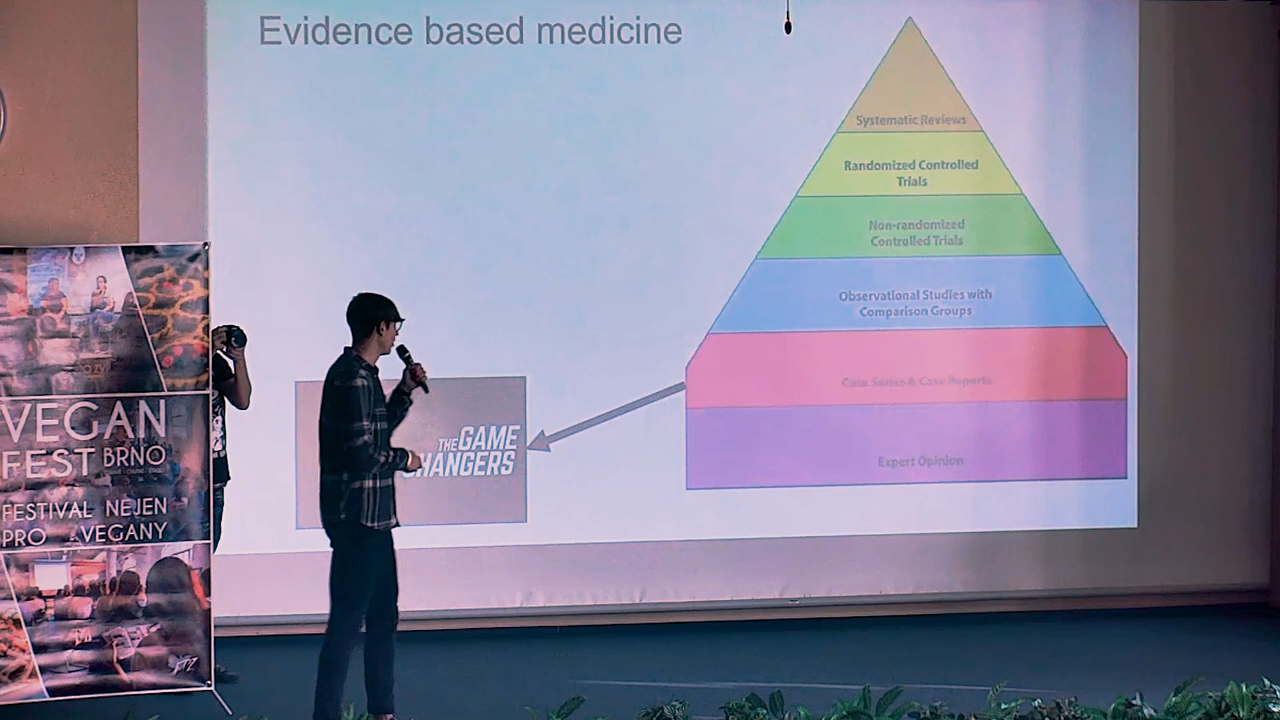 Evidence based medicine
Systematic Reviews
Randomized Controlled
Trials
Non-randomized
Controlled Trials
Observational Studies with
Comparison Groups
Case Series & Case Reports
Expert Opinion
THE GAME
CHANGERS
VEGAN
FEST BRNO
FESTIVAL NEJEN
PRO VEGANY